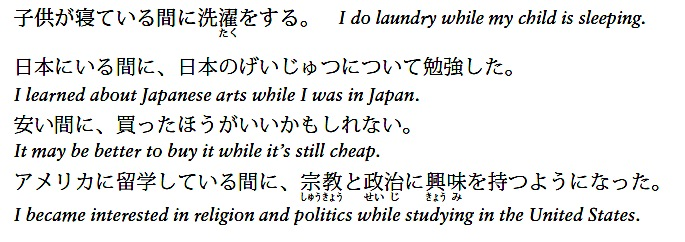 子供が寝ている間に洗濯をする。 I do laundry while my child is sleeping.
たく
日本にいる間に、日本のげいじゅつについて勉強した。
I learned about Japanese arts while I was in Japan.
安い間に、買ったほうがいいかもしれない。
It may be better to buy it while it's still cheap.
アメリカに留学している間に、宗教と政治に興味を持つようになった。
しゅうきょう せいじ きょうみ
I became interested in religion and politics while studying in the United States.